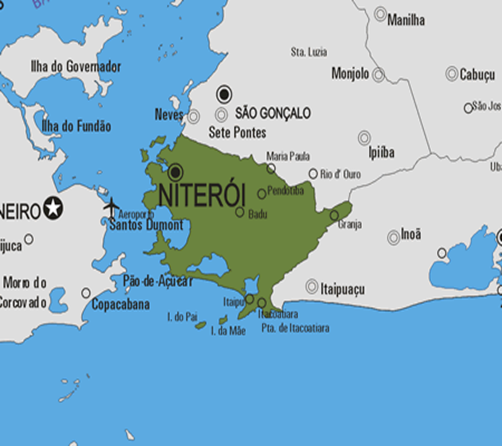 BA
Manilha
Sta. Luzia
Ilha do Governador
Monjolo
Cabuçu
São Jos
Neves
SÃO GONÇALO
Ilha do Fundão
Sete Pontes
Ipiíba
Maria Paula
Rio d' Ouro
Uba
NITERÓI
Pendotiba
NEIRO
Aeroporto
Santos Dumont
Badu
Granja
Inoã
ijuca
Morro do
Corcovado
Pão-de-Açúcar
Copacabana
Itaipu
Itaipuaçu
Itacoatiara
I. do Pai
I. da Mãe
Pta. de Itacoatiara